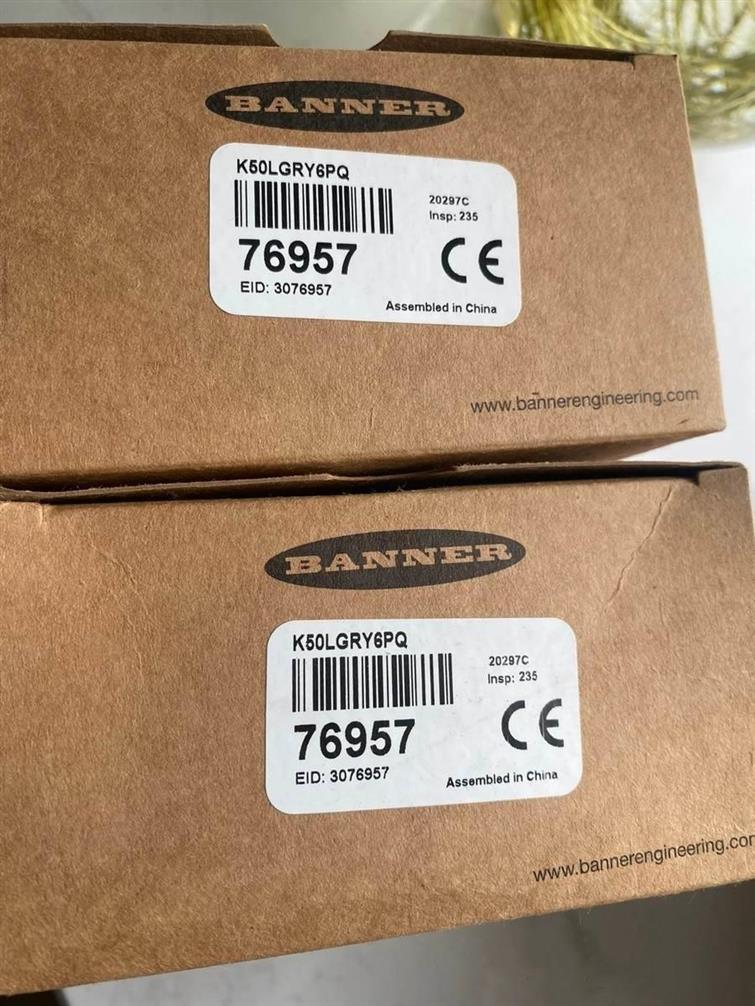 BANNER
K50LGRY6PQ
20297C
Insp: 235
76957
EID: 3076957
CE
Assembled in China
www.bannerengineering.com
BANNER
K50LGRY6PQ
20297C
Insp: 235
76957
EID: 3076957
CE
Assembled in China
www.bannerengineering.com